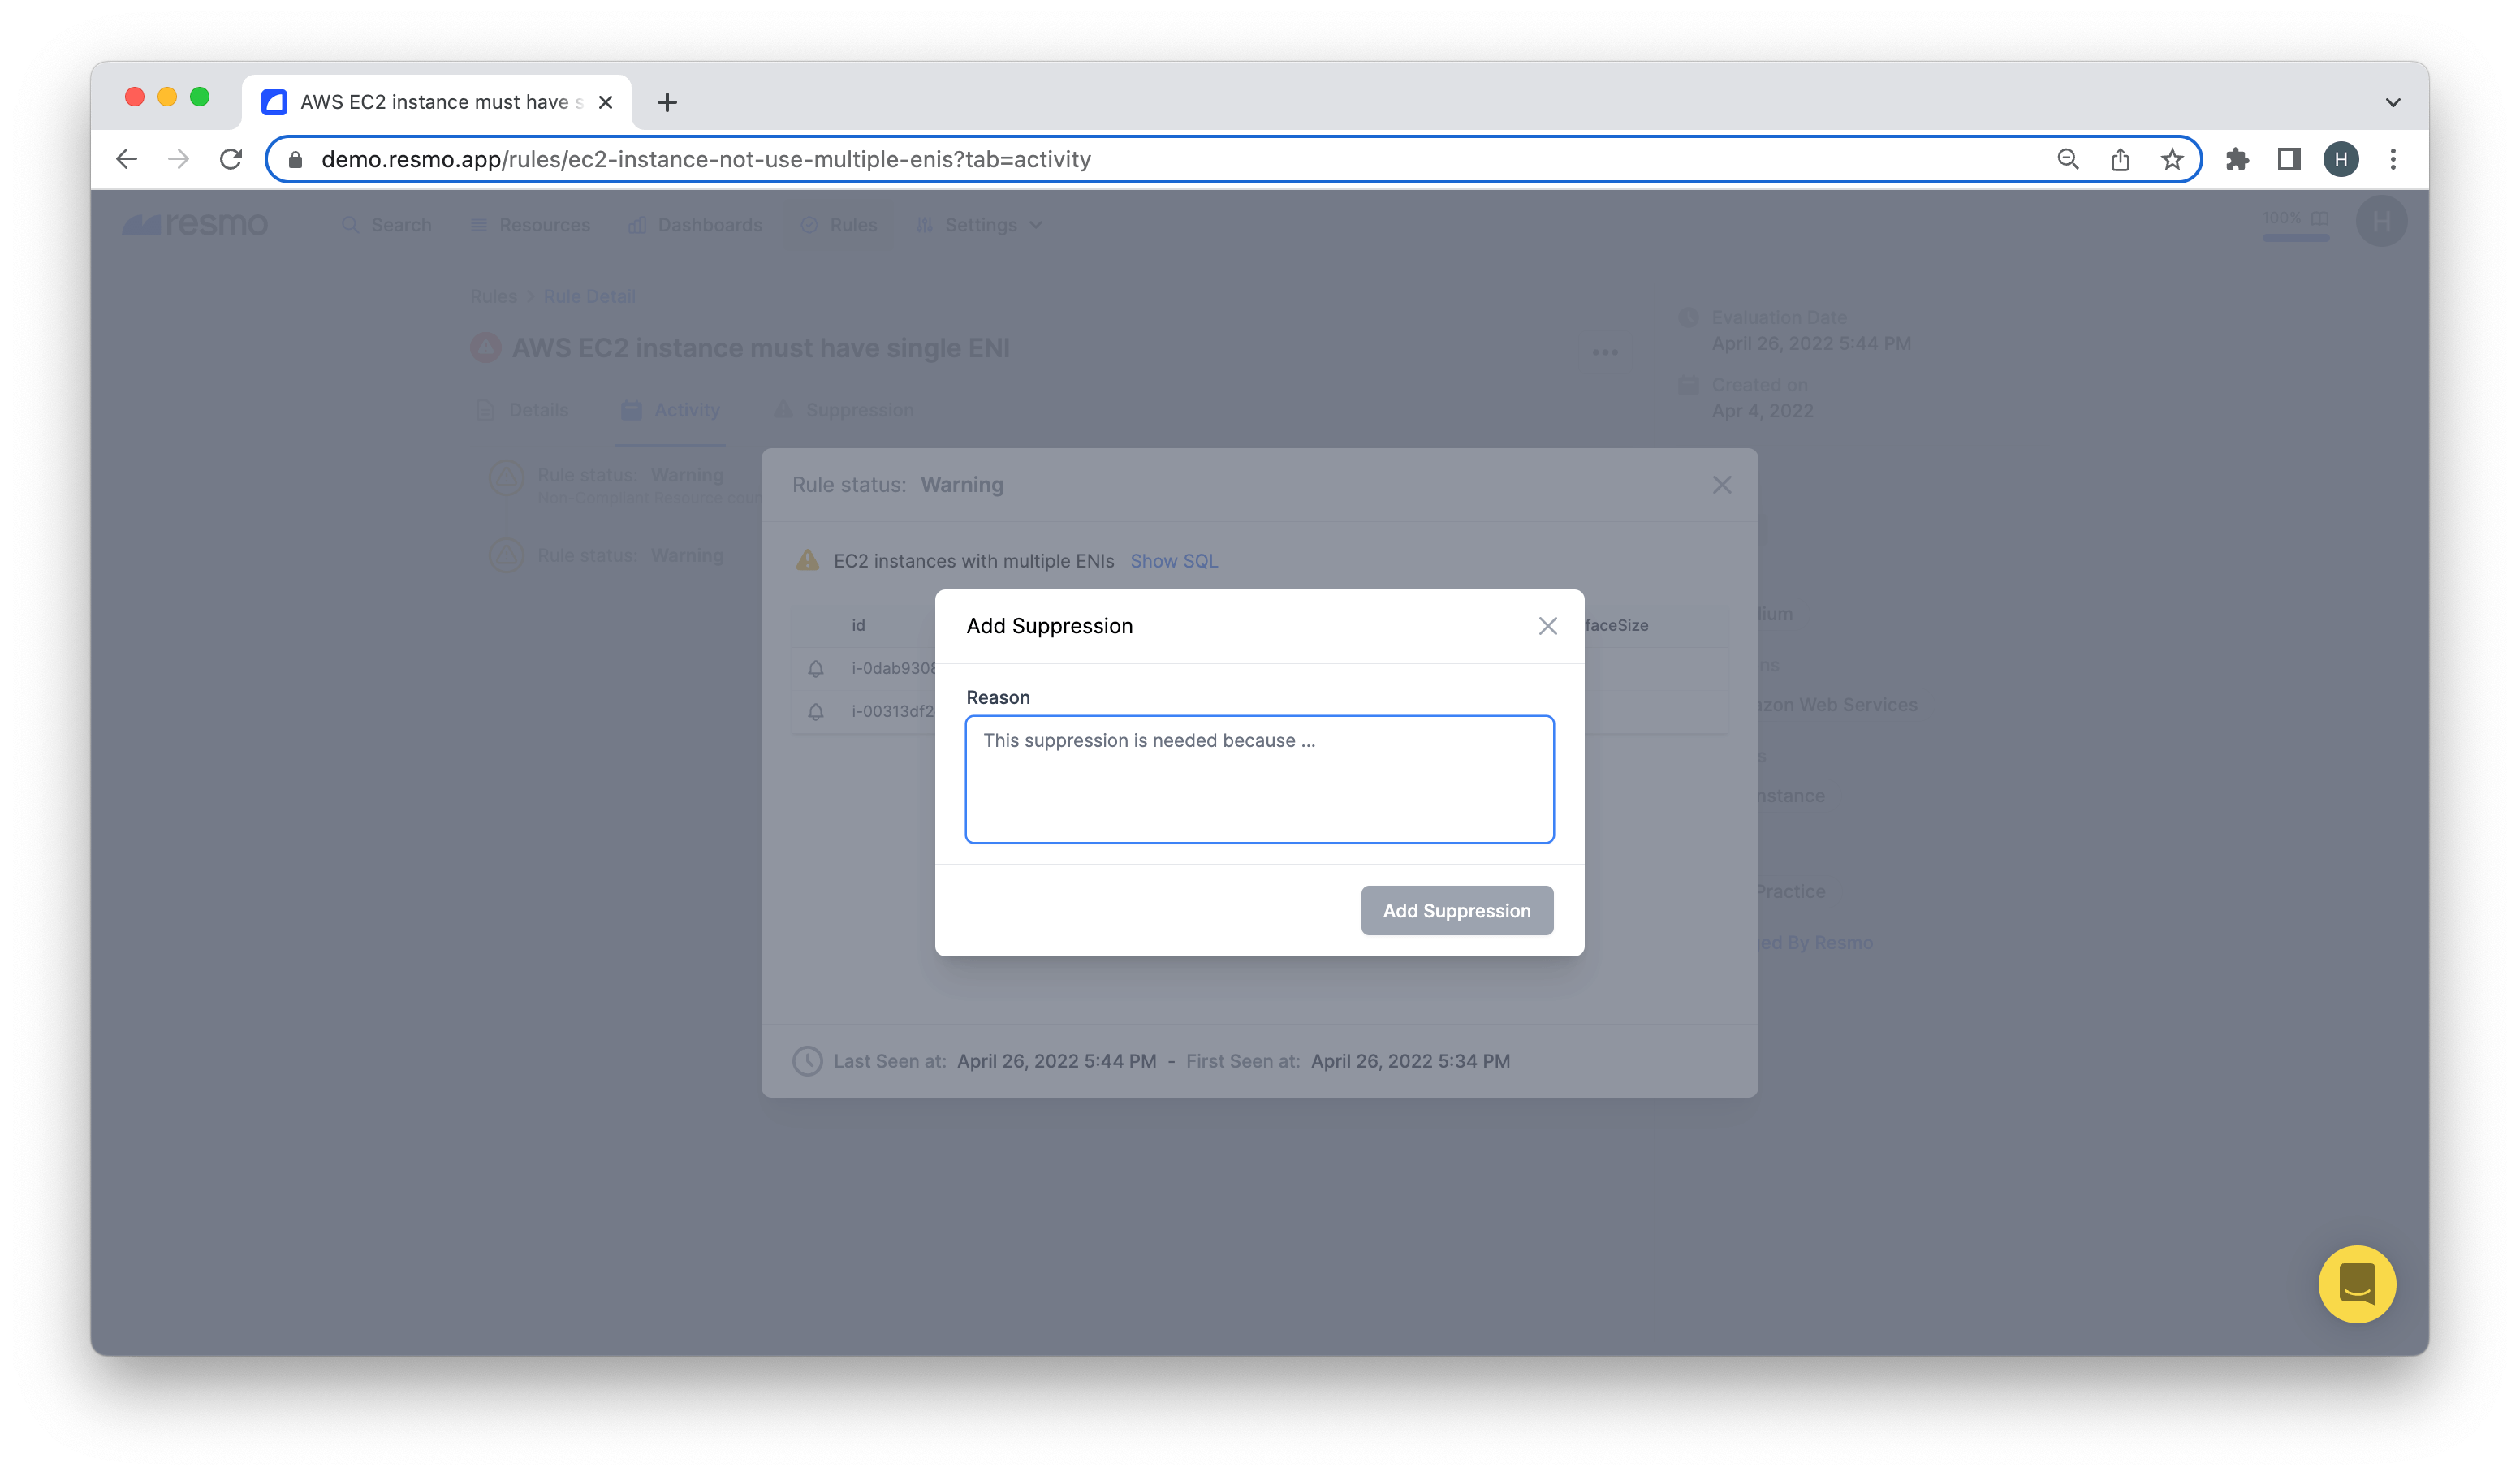 AWS EC2 instance must have s
demo.resmo.app/rules/ec2-instance-not-use-multiple-enis?tab=activity
H
resmo
Search
Resources
Dashboards
Rules
Settings
100%
H
Rules > Rule Detail
AWS EC2 instance must have single ENI
Evaluation Date
April 26, 2022 5:44 PM
Created on
Apr 4, 2022
Details
Activity
Suppression
Rule status: Warning
Non-Compliant Resource cour
Rule status: Warning
Rule status: Warning
EC2 instances with multiple ENIs Show SQL
id
faceSize
i-0dab9308
i-00313df2
Add Suppression
Reason
This suppression is needed because ...
Add Suppression
lium
ns
azon Web Services
s
nstance
Practice
ed By Resmo
Last Seen at: April 26, 2022 5:44 PM - First Seen at: April 26, 2022 5:34 PM